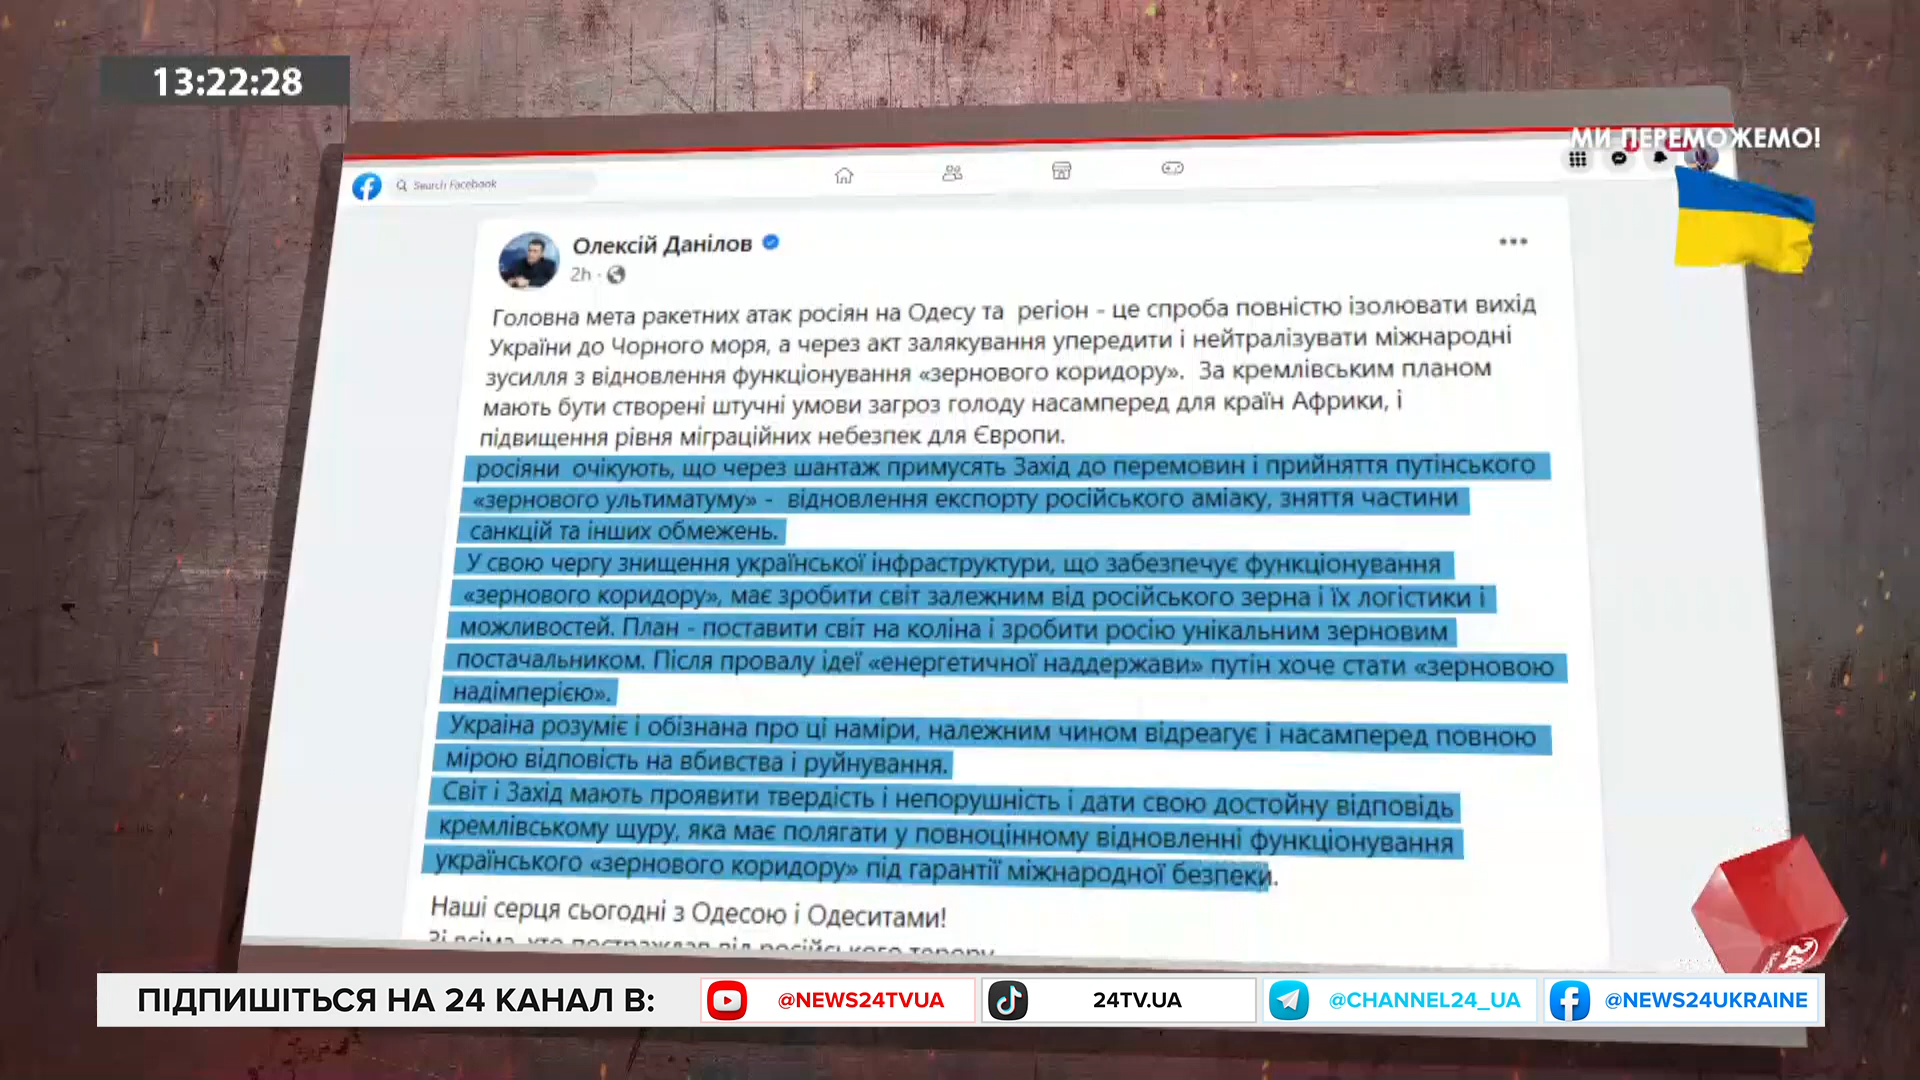 13:22:28
МИ ПЕРЕМОЖЕМО!
Search Facebook
Олексій Данілов
2h
Головна мета ракетних атак росіян на Одесу та регіон - це спроба повністю ізолювати вихід
України до Чорного моря, а через акт залякування упередити і нейтралізувати міжнародні
зусилля з відновлення функціонування «зернового коридору». За кремлівським планом
мають бути створені штучні умови загроз голоду насамперед для країн Африки, і
підвищення рівня міграційних небезпек для Європи.
росіяни очікують, що через шантаж примусять Захід до перемовин і прийняття путінського
«зернового ультиматуму» - відновлення експорту російського аміаку, зняття частини
санкцій та інших обмежень.
У свою чергу знищення української інфраструктури, що забезпечує функціонування
«зернового коридору», має зробити світ залежним від російського зерна і їх логістики і
можливостей. План - поставити світ на коліна і зробити росію унікальним зерновим
постачальником. Після провалу ідеї «енергетичної наддержави» путін хоче стати «зерновою
надімперією».
Україна розуміє і обізнана про ці наміри, належним чином відреагує і насамперед повною
мірою відповість на вбивства і руйнування.
Світ і Захід мають проявити твердість і непорушність і дати свою достойну відповідь
кремлівському щуру, яка має полягати у повноцінному відновленні функціонування
українського «зернового коридору» під гарантії міжнародної безпеки.
Наші серця сьогодні з Одесою і Одеситами!
Зі всіма, хто постраждав від російського терору
24
ПІДПИШІТЬСЯ НА 24 КАНАЛ В:
@NEWS24TVUA
24TV.UA
@CHANNEL24_UA
@NEWS24UKRAINE